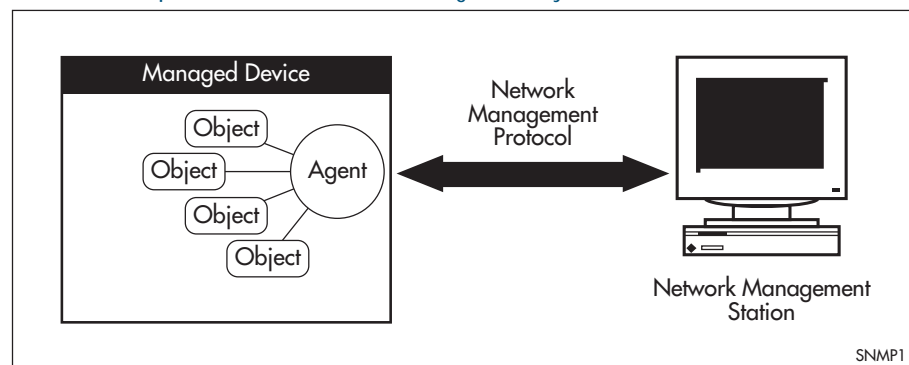 Managed Device
Object
Object
Object
Object
Agent
Network
Management
Protocol
Network Management
Station
SNMP1